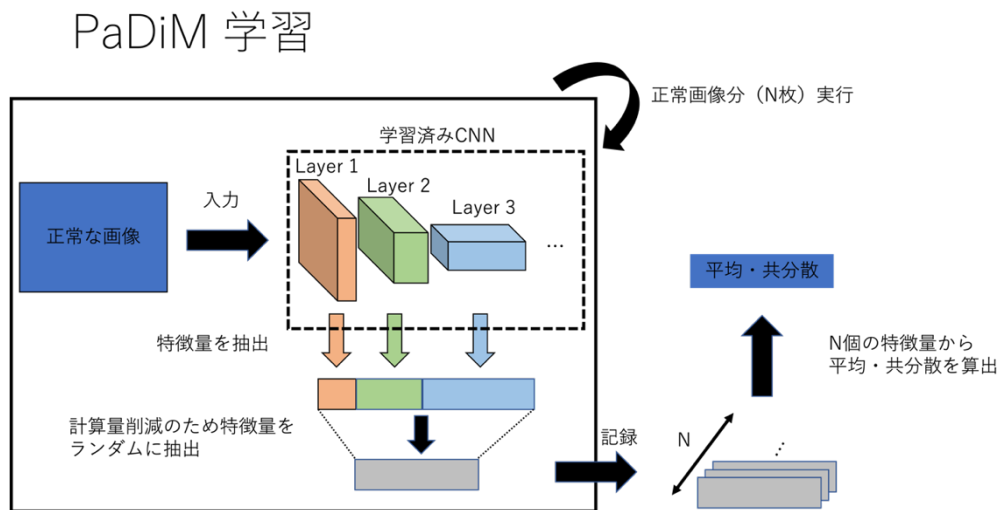 PaDiM 学習
正常画像分（N枚）実行
学習済みCNN
Layer 1
Layer 2
Layer 3
正常な画像
入力
…
平均・共分散
特徴量を抽出
N個の特徴量から
平均・共分散を算出
計算量削減のため特徴量を
ランダムに抽出
記録
N
…